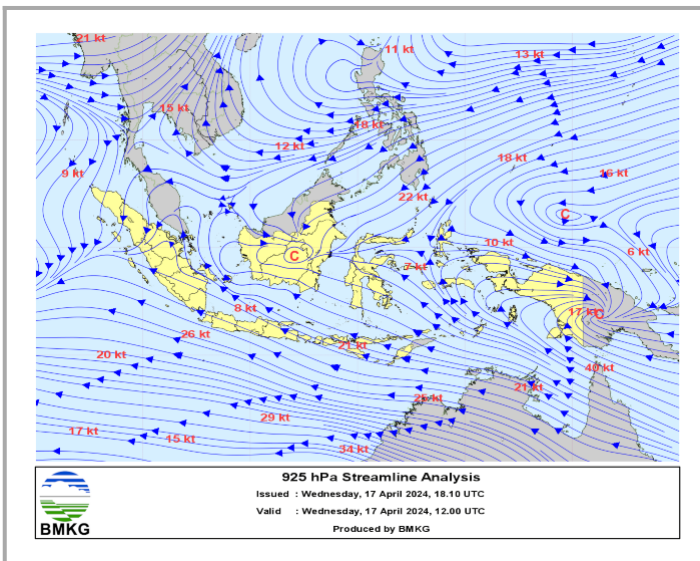 21 kt
11 kt
13 kt
15 kt
18 kt
12 kt
18 kt
16 kt
9 kt
22 kt
C
10 kt
6 kt
C
7 kt
8 kt
17 kt
C
26 kt
21 kt
20 kt
40 kt
21 kt
25 kt
29 kt
17 kt
15 kt
34 kt
925 hPa Streamline Analysis
Issued : Wednesday, 17 April 2024, 18.10 UTC
Valid : Wednesday, 17 April 2024, 12.00 UTC
Produced by BMKG
BMKG